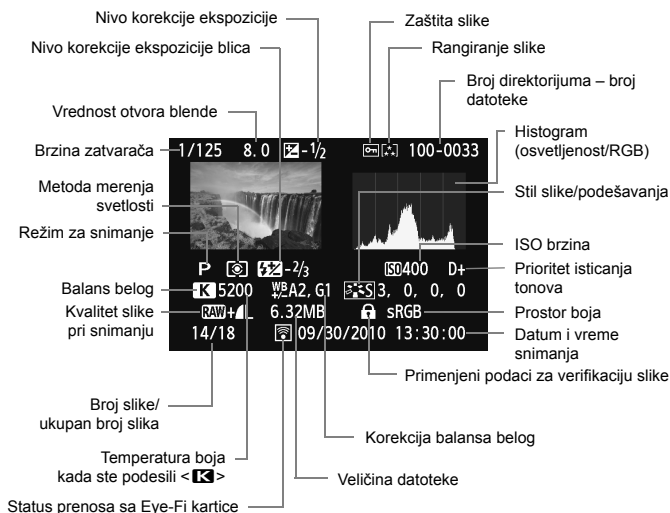 Nivo korekcije ekspozicije
Nivo korekcije ekspozicije blica
Vrednost otvora blende
Brzina zatvarača
Metoda merenja
svetlosti
Režim za snimanje
Balans belog
Kvalitet slike
pri snimanju
Broj slike/
ukupan broj slika
Temperatura boja
kada ste podesili <K>
Status prenosa sa Eye-Fi kartice
Zaštita slike
Rangiranje slike
Broj direktorijuma – broj
datoteke
Histogram
(osvetljenost/RGB)
Stil slike/podešavanja
ISO brzina
Prioritet isticanja
tonova
Prostor boja
Datum i vreme
snimanja
Primenjeni podaci za verifikaciju slike
Korekcija balansa belog
Veličina datoteke
1/125 8.0 -1/2 100-0033
P -2/3 ISO 400 D+
K 5200 WB+/- A2, G1 S 3, 0, 0, 0
RAW+L 6.32MB sRGB
14/18 09/30/2010 13:30:00